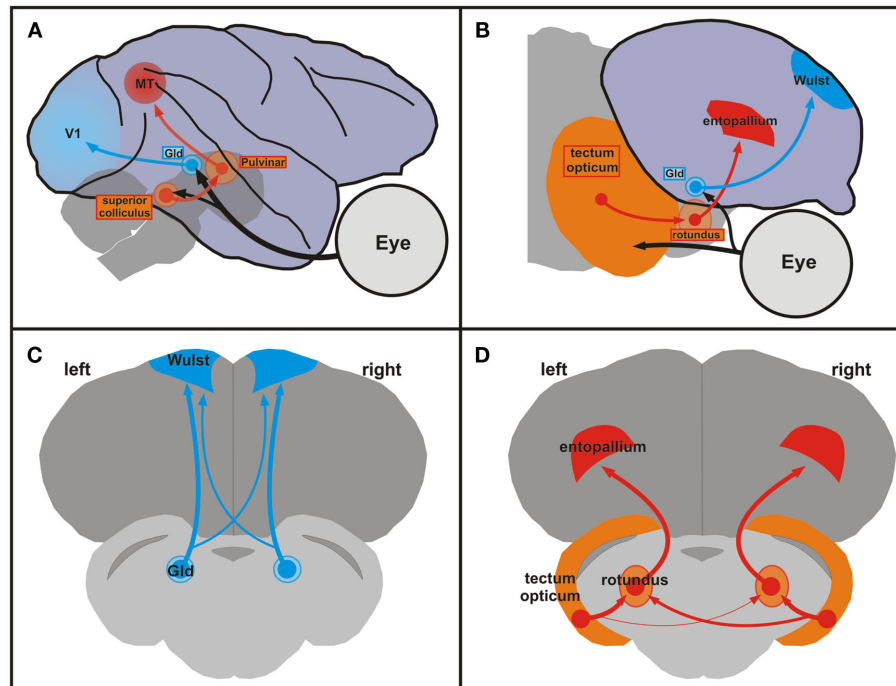 A
MT
V1
Gld
Pulvinar
superior
colliculus
Eye
B
Wulst
entopallium
tectum
opticum
Gld
rotundus
Eye
C
Wulst
left
right
Gld
D
left
right
entopallium
tectum
opticum
rotundus